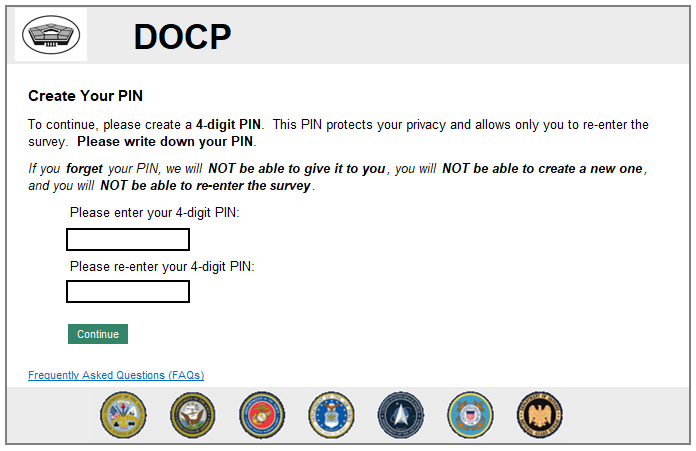 DOCP
Create Your PIN
To continue, please create a 4-digit PIN. This PIN protects your privacy and allows only you to re-enter the
survey. Please write down your PIN.
If you forget your PIN, we will NOT be able to give it to you, you will NOT be able to create a new one,
and you will NOT be able to re-enter the survey.
Please enter your 4-digit PIN:
Please re-enter your 4-digit PIN:
Continue
Frequently Asked Questions (FAQs)